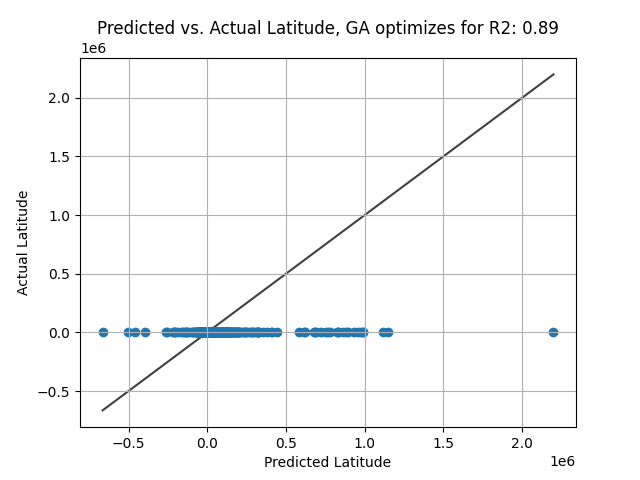 Predicted vs. Actual Latitude, GA optimizes for R2: 0.89
1e6
2.0
1.5
1.0
0.5
0.0
−0.5
Actual Latitude
−0.5 0.0 0.5 1.0 1.5 2.0
Predicted Latitude
1e6